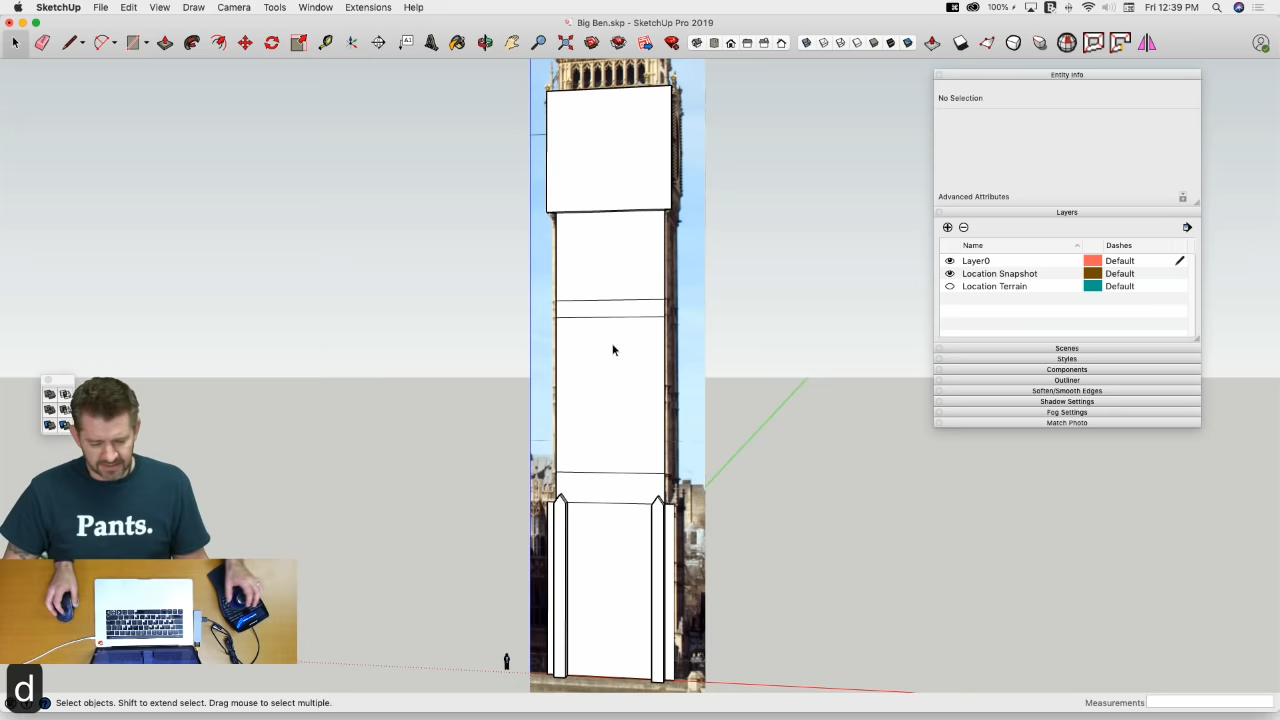 SketchUp File Edit View Draw Camera Tools Window Extensions Help 100% Fri 12:39 PM
Big Ben.skp - SketchUp Pro 2019
Entity Info
No Selection
Advanced Attributes
Layers
Name Dashes
Layer0 Default
Location Snapshot Default
Location Terrain Default
Scenes
Styles
Components
Outliner
Soften/Smooth Edges
Shadow Settings
Fog Settings
Match Photo
Pants.
d
Select objects. Shift to extend select. Drag mouse to select multiple. Measurements